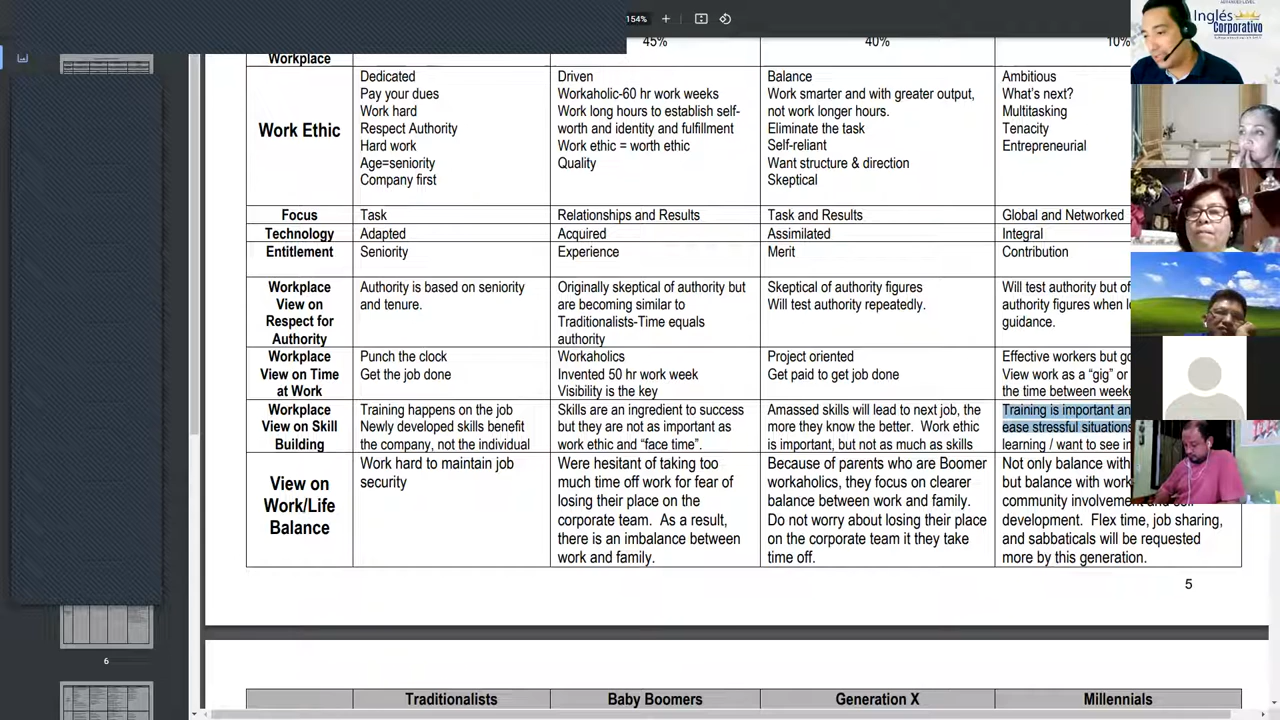 154%
ADVANCED LEVEL
Inglés
Corporativo
45%
40%
10%
Workplace
Work Ethic
Dedicated
Pay your dues
Work hard
Respect Authority
Hard work
Age=seniority
Company first
Driven
Workaholic-60 hr work weeks
Work long hours to establish self-
worth and identity and fulfillment
Work ethic = worth ethic
Quality
Balance
Work smarter and with greater output,
not work longer hours.
Eliminate the task
Self-reliant
Want structure & direction
Skeptical
Ambitious
What's next?
Multitasking
Tenacity
Entrepreneurial
Focus
Task
Relationships and Results
Task and Results
Global and Networked
Technology
Adapted
Acquired
Assimilated
Integral
Entitlement
Seniority
Experience
Merit
Contribution
Workplace
View on
Respect for
Authority
Authority is based on seniority
and tenure.
Originally skeptical of authority but
are becoming similar to
Traditionalists-Time equals
authority
Skeptical of authority figures
Will test authority repeatedly.
Will test authority but of
authority figures when
guidance.
Workplace
View on Time
at Work
Punch the clock
Get the job done
Workaholics
Invented 50 hr work week
Visibility is the key
Project oriented
Get paid to get job done
Effective workers but
View work as a "gig" or
the time between
Workplace
View on Skill
Building
Training happens on the job
Newly developed skills benefit
the company, not the individual
Skills are an ingredient to success
but they are not as important as
work ethic and "face time".
Amassed skills will lead to next job, the
more they know the better. Work ethic
is important, but not as much as skills
Training is important an
ease stressful situations
learning / want to see
View on
Work/Life
Balance
Work hard to maintain job
security
Were hesitant of taking too
much time off work for fear of
losing their place on the
corporate team. As a result,
there is an imbalance between
work and family.
Because of parents who are Boomer
workaholics, they focus on clearer
balance between work and family.
Do not worry about losing their place
on the corporate team it they take
time off.
Not only balance with
but balance with work
community involvement and
development. Flex time, job sharing,
and sabbaticals will be requested
more by this generation.
5
6
Traditionalists
Baby Boomers
Generation X
Millennials